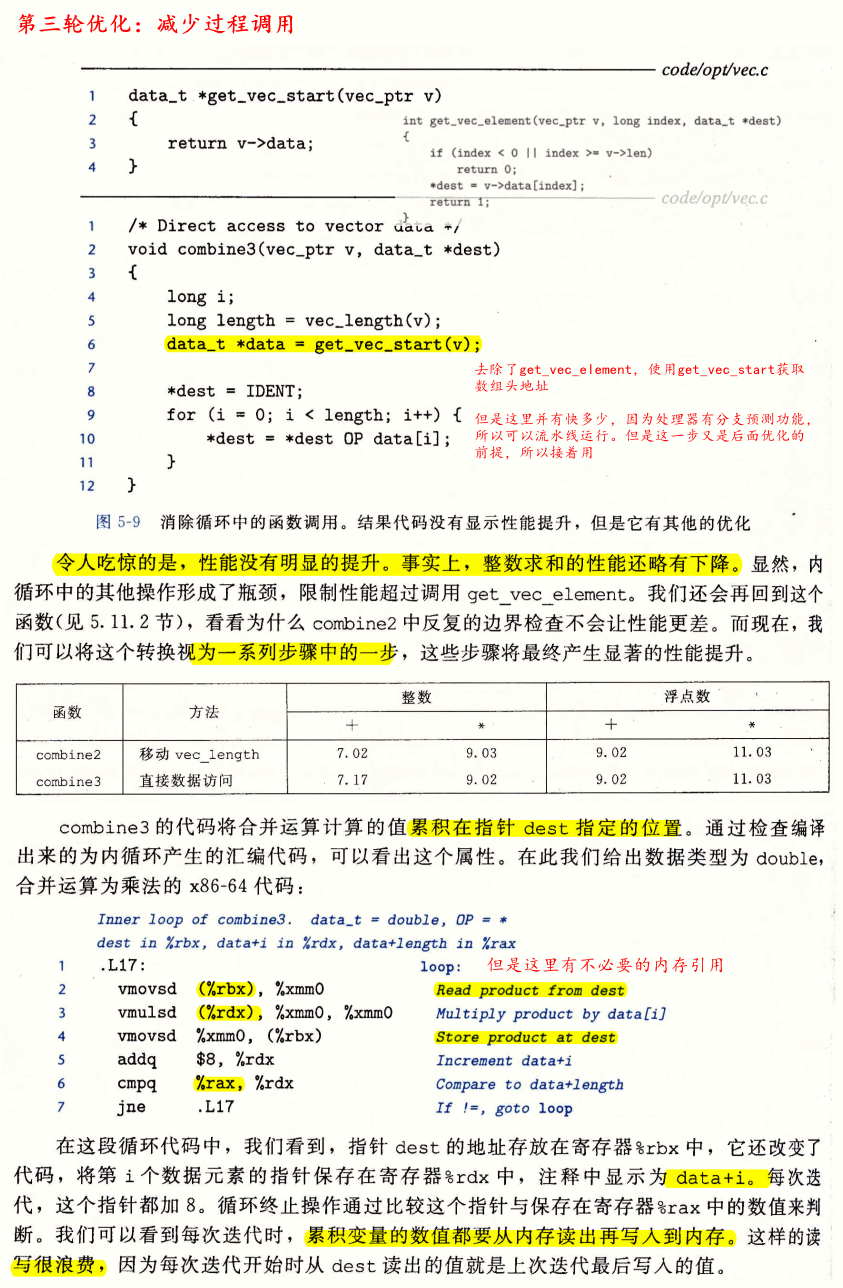 第三轮优化：减少过程调用
code/opt/vec.c
1 data_t *get_vec_start(vec_ptr v)
2 {
3 return v->data;
4 }
int get_vec_element(vec_ptr v, long index, data_t *dest)
{
if (index < 0 || index >= v->len)
return 0;
*dest = v->data[index];
return 1;
}
code/opt/vec.c
1 /* Direct access to vector data */
2 void combine3(vec_ptr v, data_t *dest)
3 {
4 long i;
5 long length = vec_length(v);
6 data_t *data = get_vec_start(v);
7
8 *dest = IDENT;
9 for (i = 0; i < length; i++) {
10 *dest = *dest OP data[i];
11 }
12 }
去除了get_vec_element，使用get_vec_start获取
数组头地址
但是这里并有快多少，因为处理器有分支预测功能，
所以可以流水线运行。但是这一步又是后面优化的
前提，所以接着用
图 5-9 消除循环中的函数调用。结果代码没有显示性能提升，但是它有其他的优化
令人吃惊的是，性能没有明显的提升。事实上，整数求和的性能还略有下降。显然，内
循环中的其他操作形成了瓶颈，限制性能超过调用 get_vec_element。我们还会再回到这个
函数(见 5.11.2 节)，看看为什么 combine2 中反复的边界检查不会让性能更差。而现在，我
们可以将这个转换视为一系列步骤中的一步，这些步骤将最终产生显著的性能提升。
函数 方法 整数 浮点数
+ * + *
combine2 移动 vec_length 7.02 9.03 9.02 11.03
combine3 直接数据访问 7.17 9.02 9.02 11.03
combine3 的代码将合并运算计算的值累积在指针 dest 指定的位置。通过检查编译
出来的为内循环产生的汇编代码，可以看出这个属性。在此我们给出数据类型为 double，
合并运算为乘法的 x86-64 代码：
Inner loop of combine3. data_t = double, OP = *
dest in %rbx, data+i in %rdx, data+length in %rax
1 .L17: loop: 但是这里有不必要的内存引用
2 vmovsd (%rbx), %xmm0 Read product from dest
3 vmulsd (%rdx), %xmm0, %xmm0 Multiply product by data[i]
4 vmovsd %xmm0, (%rbx) Store product at dest
5 addq $8, %rdx Increment data+i
6 cmpq %rax, %rdx Compare to data+length
7 jne .L17 If !=, goto loop
在这段循环代码中，我们看到，指针 dest 的地址存放在寄存器%rbx 中，它还改变了
代码，将第 i 个数据元素的指针保存在寄存器%rdx 中，注释中显示为 data+i。每次迭
代，这个指针都加 8。循环终止操作通过比较这个指针与保存在寄存器%rax 中的数值来判
断。我们可以看到每次迭代时，累积变量的数值都要从内存读出再写入到内存。这样的读
写很浪费，因为每次迭代开始时从 dest 读出的值就是上次迭代最后写入的值。